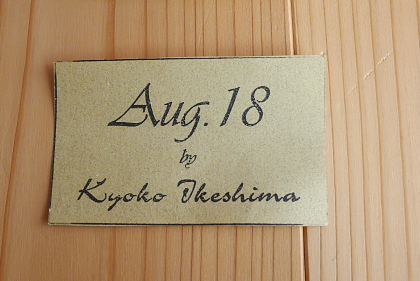 Aug. 18
by
Kyoko Ikeshima